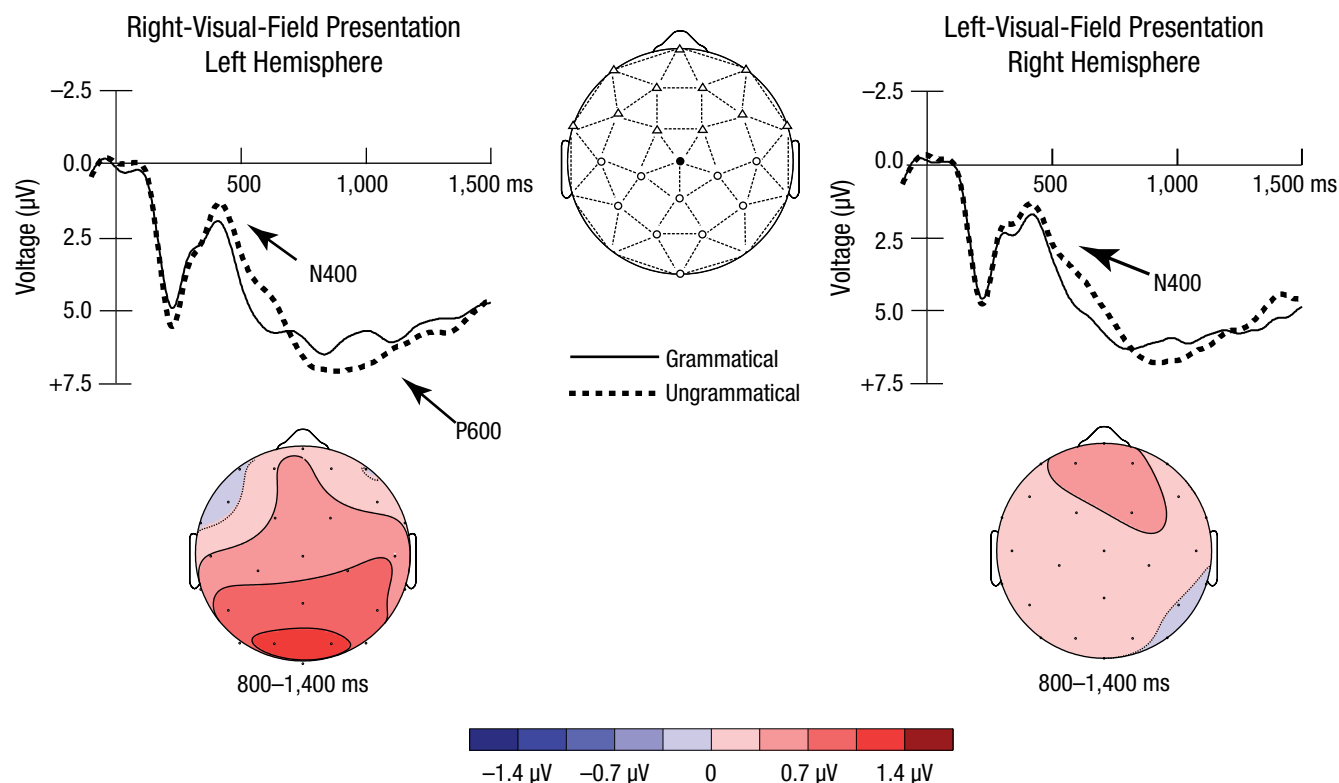 Right-Visual-Field Presentation
Left Hemisphere
−2.5
0.0
2.5
5.0
+7.5
Voltage (µV)
500
1,000
1,500 ms
N400
P600
Grammatical
Ungrammatical
Left-Visual-Field Presentation
Right Hemisphere
−2.5
0.0
2.5
5.0
+7.5
Voltage (µV)
500
1,000
1,500 ms
N400
800–1,400 ms
800–1,400 ms
−1.4 µV
−0.7 µV
0
0.7 µV
1.4 µV